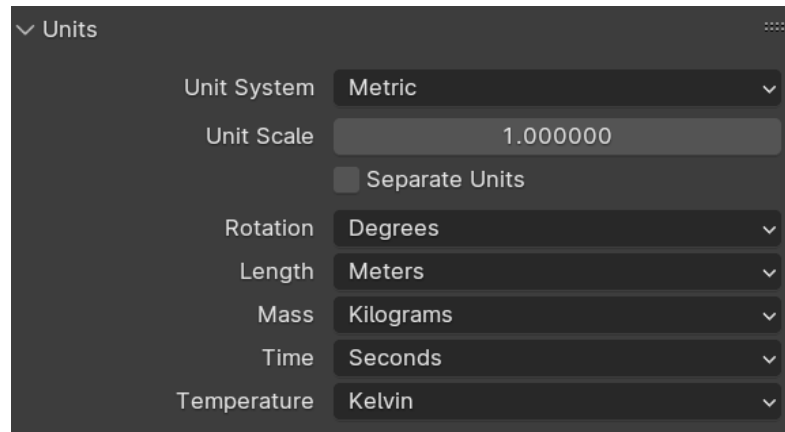 Units
Unit System Metric
Unit Scale 1.000000
Separate Units
Rotation Degrees
Length Meters
Mass Kilograms
Time Seconds
Temperature Kelvin